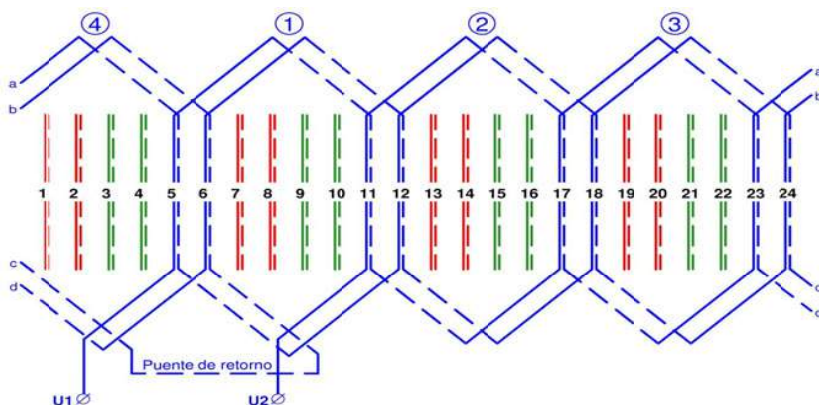 4 1 2 3
a a
b b
1 2 3 4 5 6 7 8 9 10 11 12 13 14 15 16 17 18 19 20 21 22 23 24
c c
d d
Puente de retorno
U1 U2